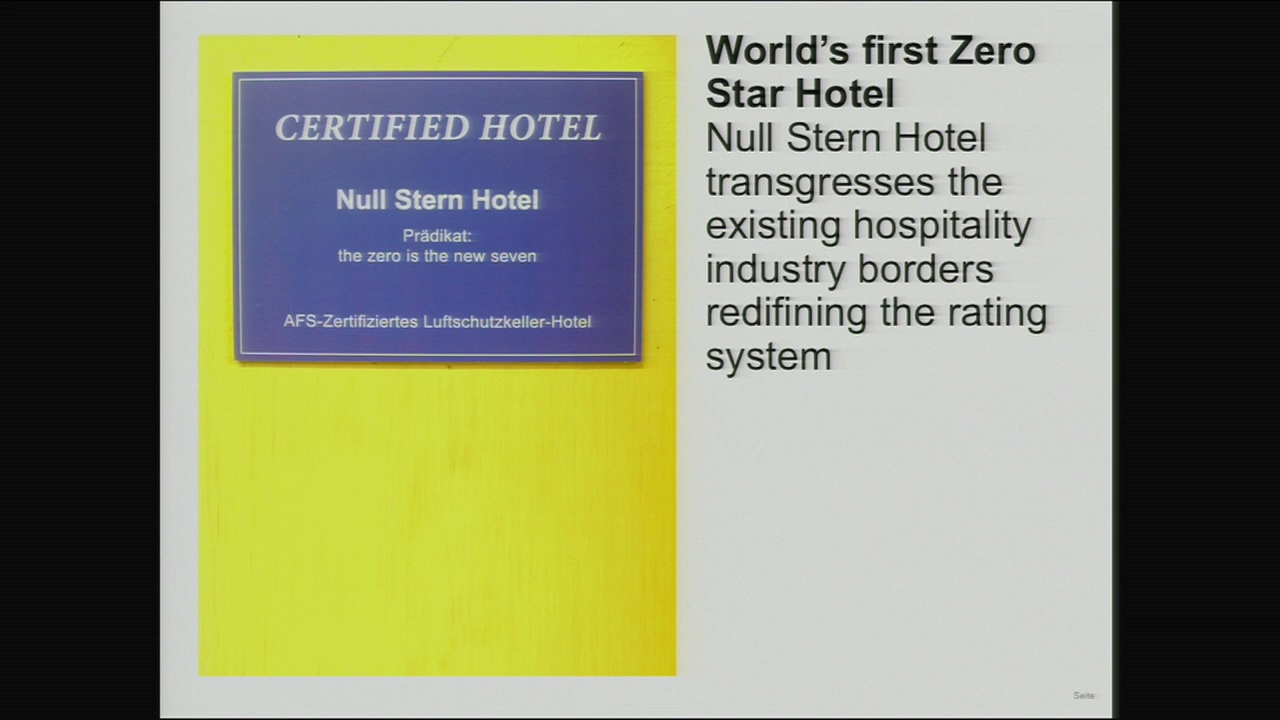 CERTIFIED HOTEL
Null Stern Hotel
Prädikat:
the zero is the new seven
AFS-Zertifiziertes Luftschutzkeller-Hotel
World’s first Zero
Star Hotel
Null Stern Hotel
transgresses the
existing hospitality
industry borders
redifining the rating
system
Seite